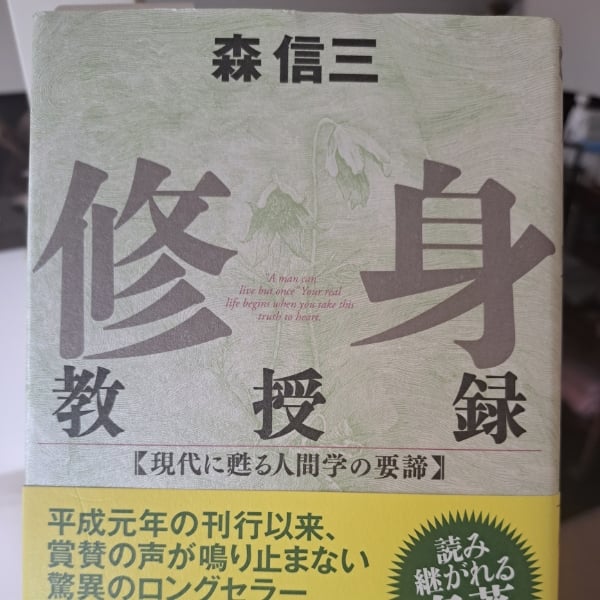 森信三
修身
"A man can
live but once" Your real
life begins when you take this
truth to heart.
教授録
【現代に甦る人間学の要諦】
平成元年の刊行以来、
賞賛の声が鳴り止まない
驚異のロングセラー
読み
継がれる